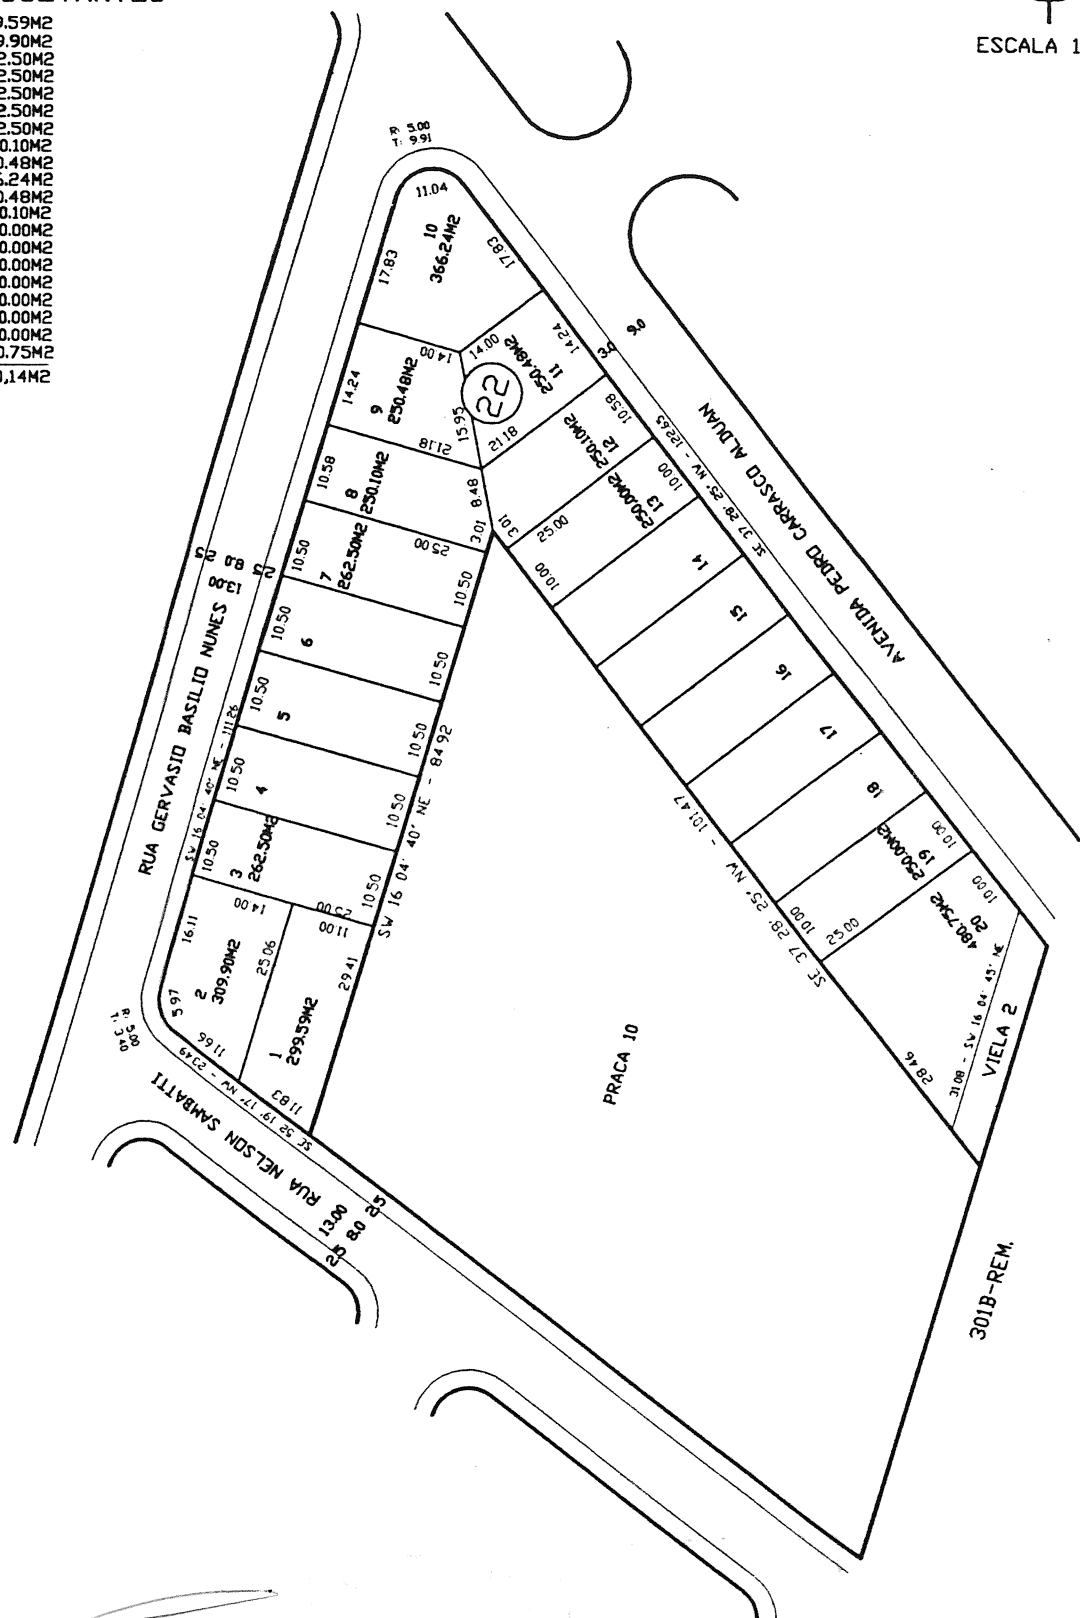 9.59M2
9.90M2
2.50M2
2.50M2
2.50M2
2.50M2
2.50M2
0.10M2
0.48M2
6.24M2
0.48M2
0.10M2
0.00M2
0.00M2
0.00M2
0.00M2
0.00M2
0.00M2
0.00M2
0.75M2
0,14M2
ESCALA 1
R: 5.00
T: 9.91
11.04
10
366.24M2
17.83
17.83
14.00
14.00
14.24
9
250.48M2
21.18
15.95
22
14.24
11
250.48M2
21.18
3.0
9.0
10.58
8
250.10M2
8.48
3.01
10.58
12
250.10M2
3.01
25.00
10.50
7
262.50M2
25.00
10.50
10.00
13
250.00M2
10.00
SE 37 28' 25" NW - 122.65
AVENIDA PEDRO CARRASCO ALDUAN
2.5
8.0
2.5
13.00
RUA GERVASIO BASILIO NUNES
SW 16 04' 40" NE - 111.26
10.50
6
10.50
10.50
5
10.50
10.50
4
10.50
10.50
3
262.50M2
10.50
25.00
SW 16 04' 40" NE - 84.92
14
15
16
17
18
10.00
19
250.00M2
10.00
25.00
10.00
20
480.75M2
28.46
SE 37 28' 25" NW - 101.47
31.08 - SW 16 04' 45" NE
VIELA 2
16.11
14.00
2
309.90M2
25.06
5.97
11.66
R: 5.00
T: 3.40
11.00
1
299.59M2
29.41
11.83
SE 52 19' 17" NW - 23.49
RUA NELSON SAMBATTI
13.00
2.5 8.0 2.5
PRACA 10
301B-REM.